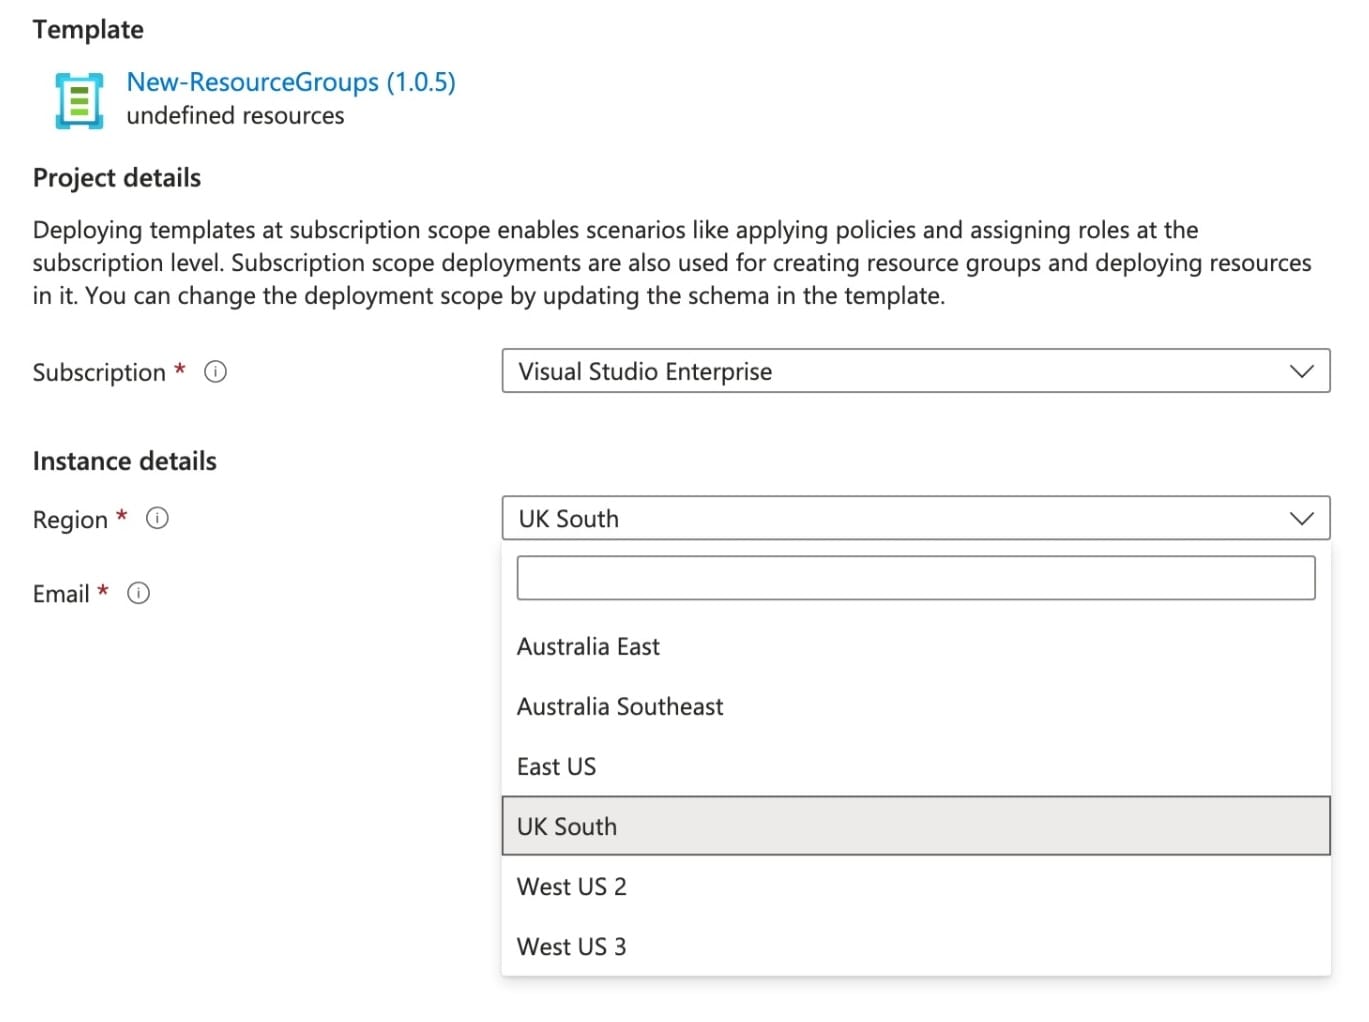 Template
New-ResourceGroups (1.0.5)
undefined resources
Project details
Deploying templates at subscription scope enables scenarios like applying policies and assigning roles at the
subscription level. Subscription scope deployments are also used for creating resource groups and deploying resources
in it. You can change the deployment scope by updating the schema in the template.
Subscription *
Visual Studio Enterprise
Instance details
Region *
UK South
Email *
Australia East
Australia Southeast
East US
UK South
West US 2
West US 3